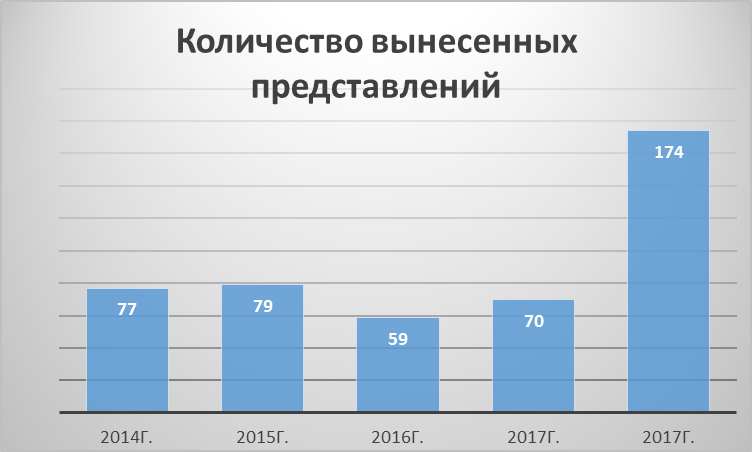 Количество вынесенных
представлений
174
77
79
59
70
2014Г.
2015Г.
2016Г.
2017Г.
2017Г.